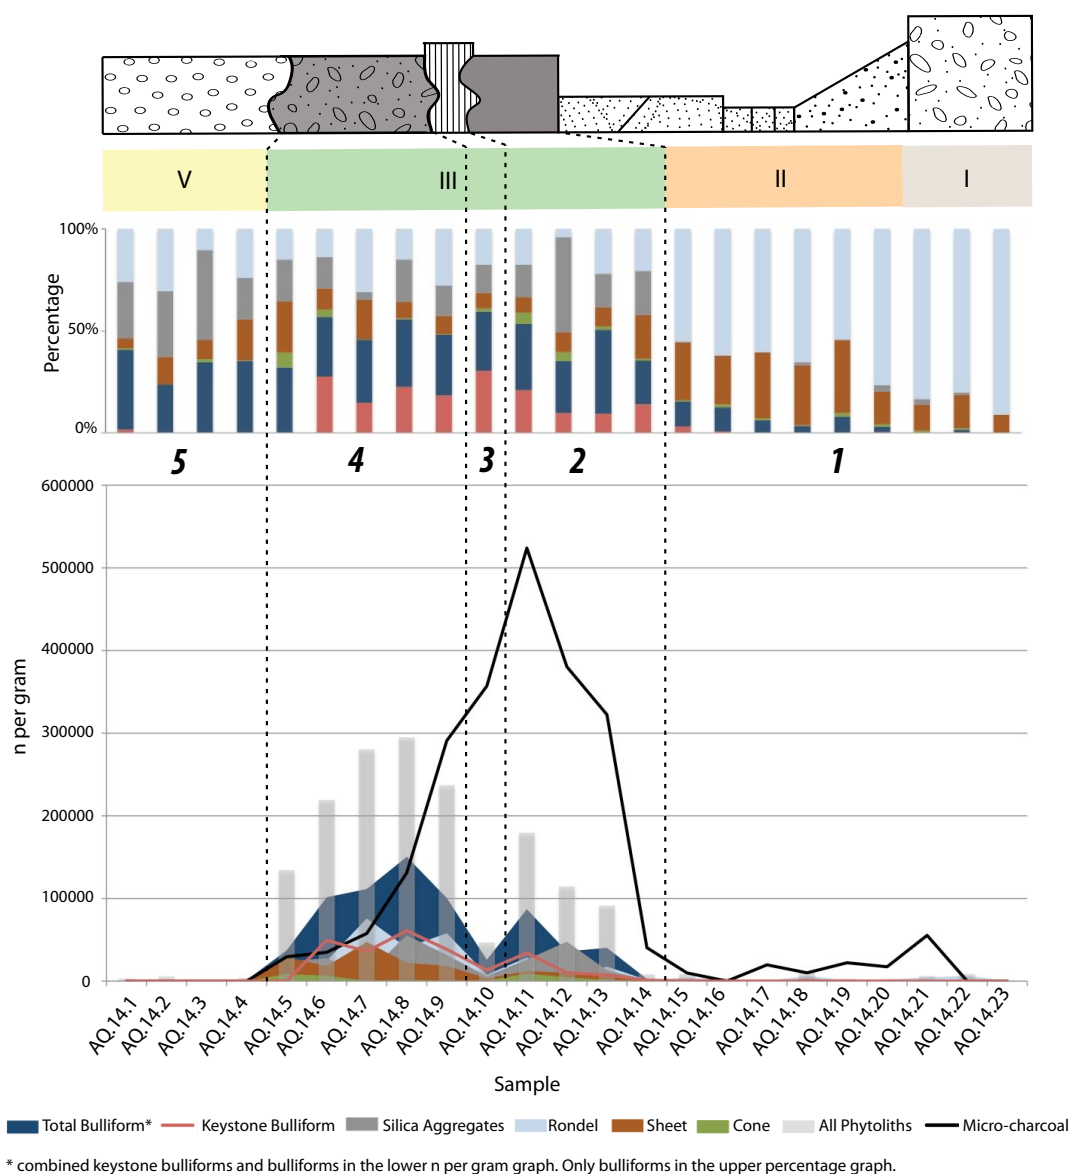 V III II I
100%
50%
0%
Percentage
5 4 3 2 1
600000
500000
400000
300000
200000
100000
0
n per gram
AQ.14.1 AQ.14.2 AQ.14.3 AQ.14.4 AQ.14.5 AQ.14.6 AQ.14.7 AQ.14.8 AQ.14.9 AQ.14.10 AQ.14.11 AQ.14.12 AQ.14.13 AQ.14.14 AQ.14.15 AQ.14.16 AQ.14.17 AQ.14.18 AQ.14.19 AQ.14.20 AQ.14.21 AQ.14.22 AQ.14.23
Sample
Total Bulliform* Keystone Bulliform Silica Aggregates Rondel Sheet Cone All Phytoliths Micro-charcoal
* combined keystone bulliforms and bulliforms in the lower n per gram graph. Only bulliforms in the upper percentage graph.